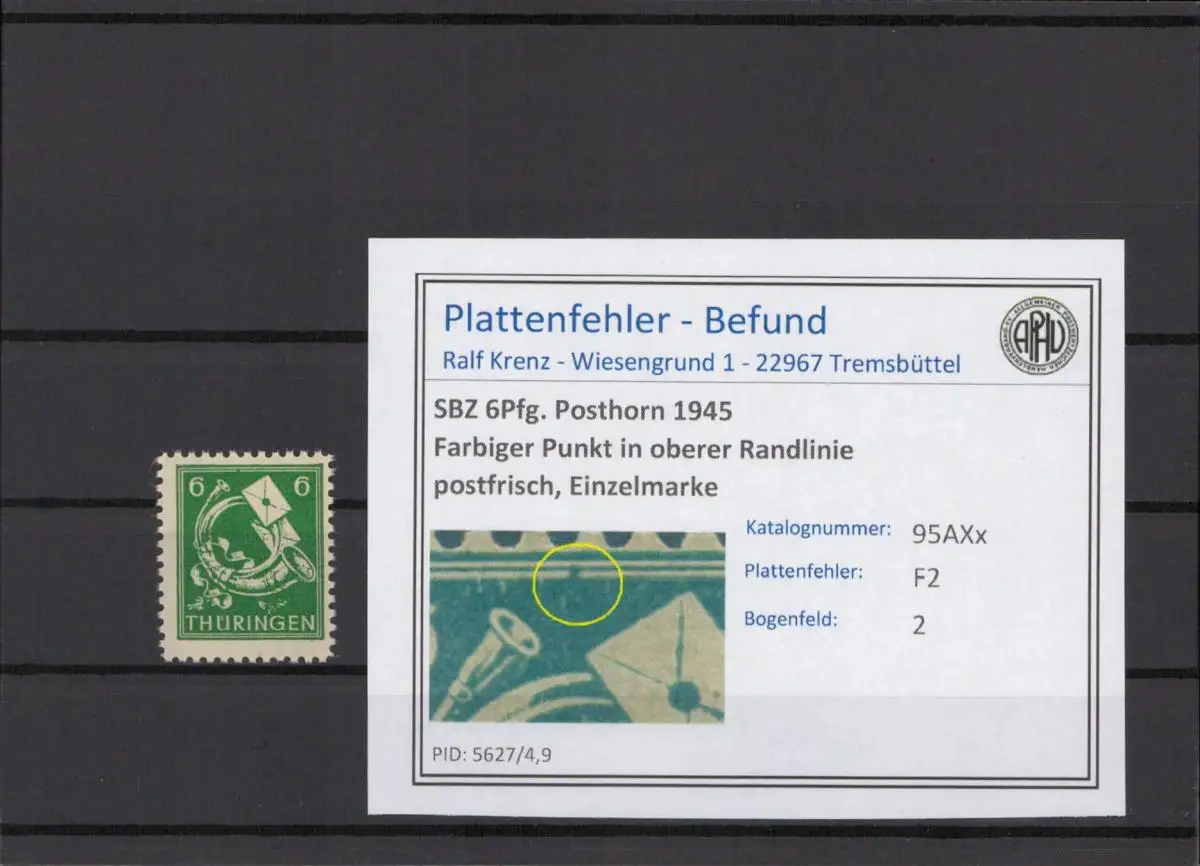 6 6
THÜRINGEN
Plattenfehler - Befund
Ralf Krenz - Wiesengrund 1 - 22967 Tremsbüttel
APHV
SBZ 6Pfg. Posthorn 1945
Farbiger Punkt in oberer Randlinie
postfrisch, Einzelmarke
Katalognummer: 95AXx
Plattenfehler: F2
Bogenfeld: 2
PID: 5627/4,9